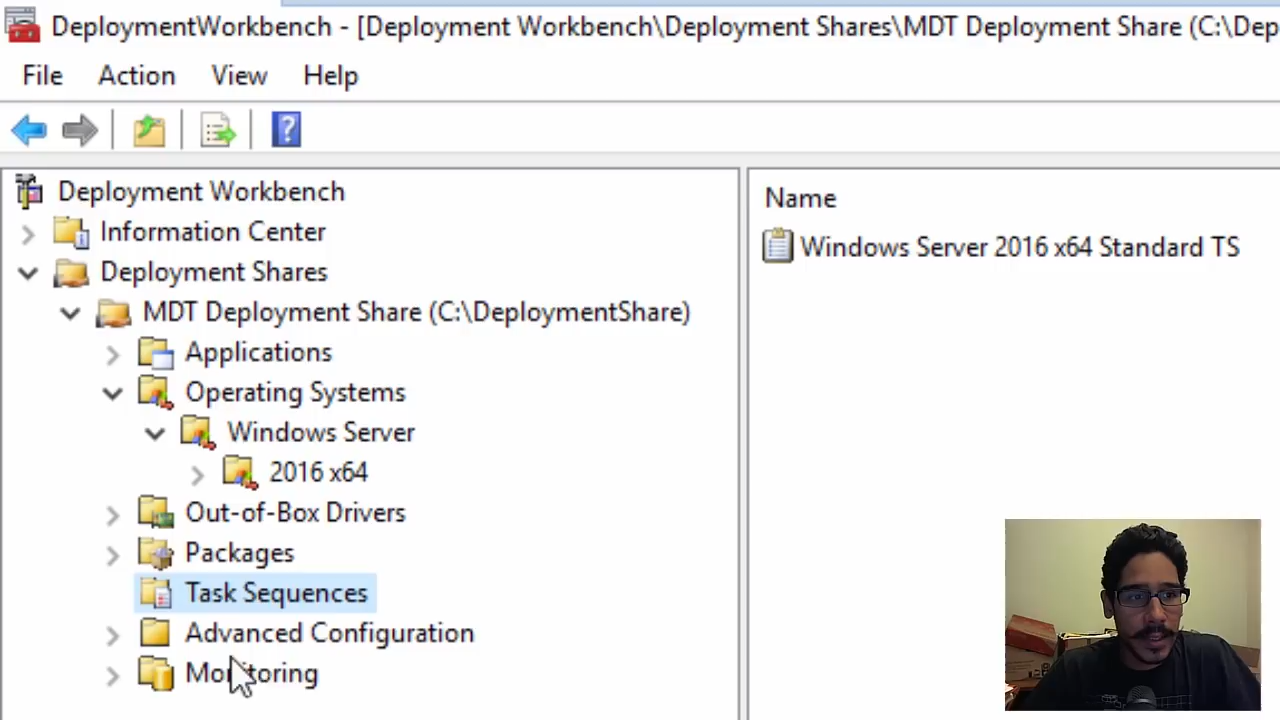 DeploymentWorkbench - [Deployment Workbench\Deployment Shares\MDT Deployment Share (C:\Dep
File Action View Help
?
Deployment Workbench
Information Center
Deployment Shares
MDT Deployment Share (C:\DeploymentShare)
Applications
Operating Systems
Windows Server
2016 x64
Out-of-Box Drivers
Packages
Task Sequences
Advanced Configuration
Monitoring
Name
Windows Server 2016 x64 Standard TS